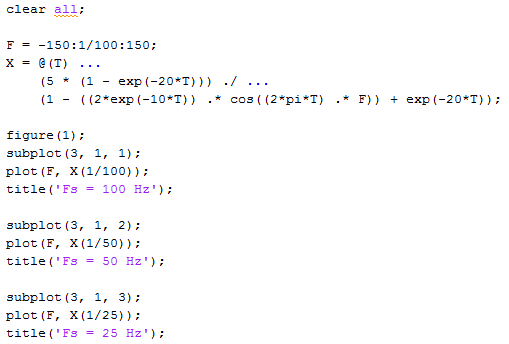 clear all;
F = -150:1/100:150;
X = @(T) ...
(5 * (1 - exp(-20*T))) ./ ...
(1 - ((2*exp(-10*T)) .* cos((2*pi*T) .* F)) + exp(-20*T));
figure(1);
subplot(3, 1, 1);
plot(F, X(1/100));
title('Fs = 100 Hz');
subplot(3, 1, 2);
plot(F, X(1/50));
title('Fs = 50 Hz');
subplot(3, 1, 3);
plot(F, X(1/25));
title('Fs = 25 Hz');